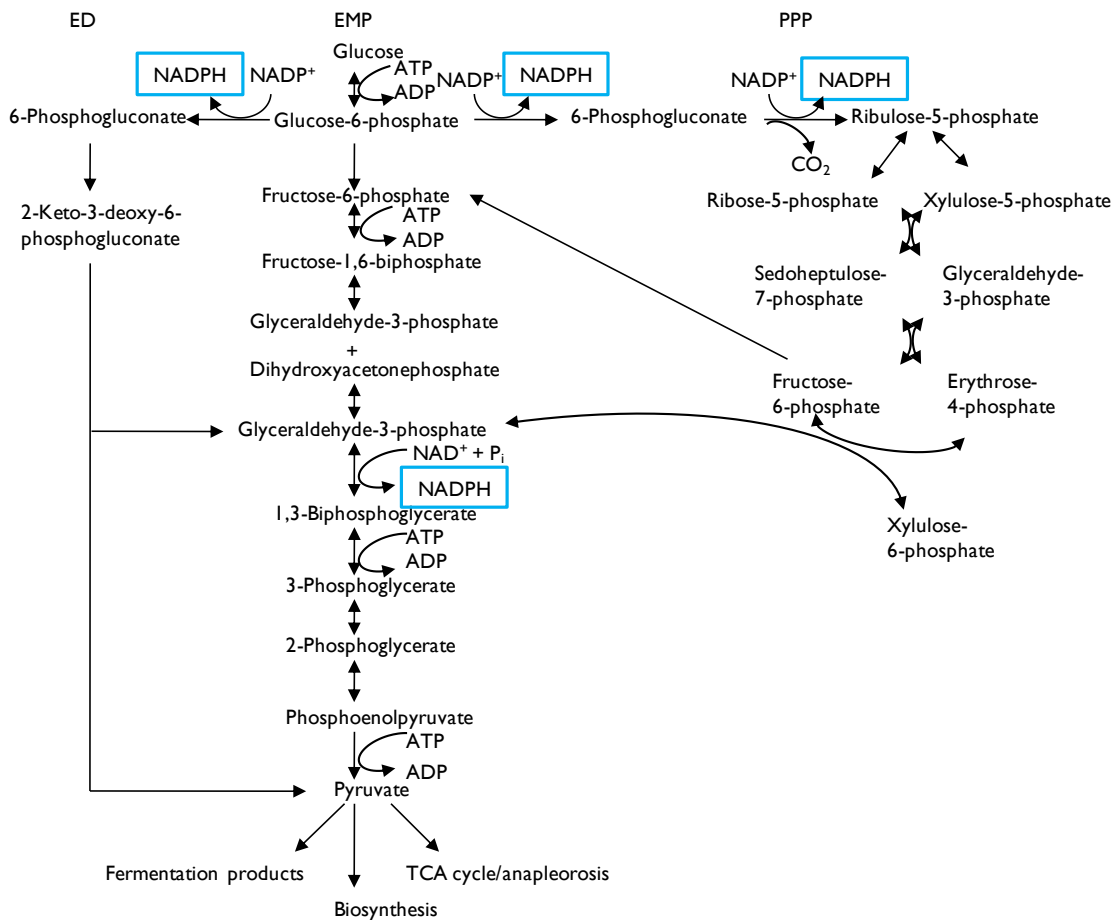 ED
EMP
PPP
Glucose
NADPH
NADP⁺
ATP
ADP
NADP⁺
NADPH
NADP⁺
NADPH
6-Phosphogluconate
Glucose-6-phosphate
6-Phosphogluconate
Ribulose-5-phosphate
CO₂
2-Keto-3-deoxy-6-
phosphogluconate
Fructose-6-phosphate
ATP
ADP
Ribose-5-phosphate
Xylulose-5-phosphate
Fructose-1,6-biphosphate
Sedoheptulose-
7-phosphate
Glyceraldehyde-
3-phosphate
Glyceraldehyde-3-phosphate
+
Dihydroxyacetonephosphate
Fructose-
6-phosphate
Erythrose-
4-phosphate
Glyceraldehyde-3-phosphate
NAD⁺ + Pᵢ
NADPH
1,3-Biphosphoglycerate
Xylulose-
6-phosphate
ATP
ADP
3-Phosphoglycerate
2-Phosphoglycerate
Phosphoenolpyruvate
ATP
ADP
Pyruvate
Fermentation products
TCA cycle/anapleorosis
Biosynthesis